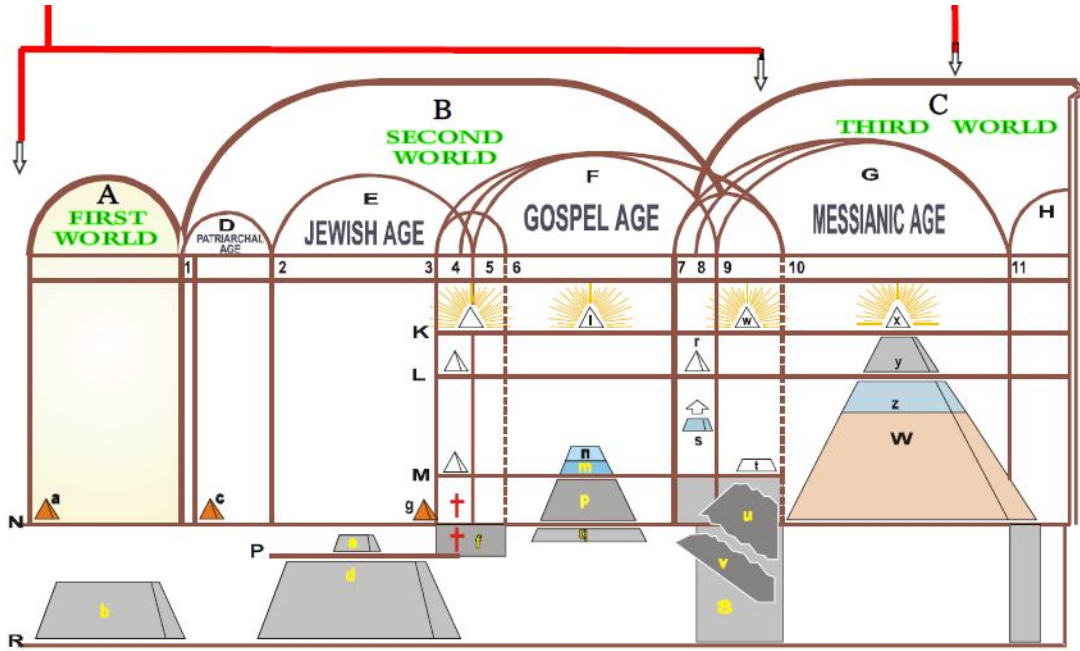 A
FIRST
WORLD
B
SECOND
WORLD
C
THIRD WORLD
D
PATRIARCHAL
AGE
E
JEWISH AGE
F
GOSPEL AGE
G
MESSIANIC AGE
H
1 2 3 4 5 6 7 8 9 10 11
K
l
w
x
L
r
y
z
s
W
M
n
m
t
N
a
c
g
p
u
P
e
f
q
d
v
b
S
R